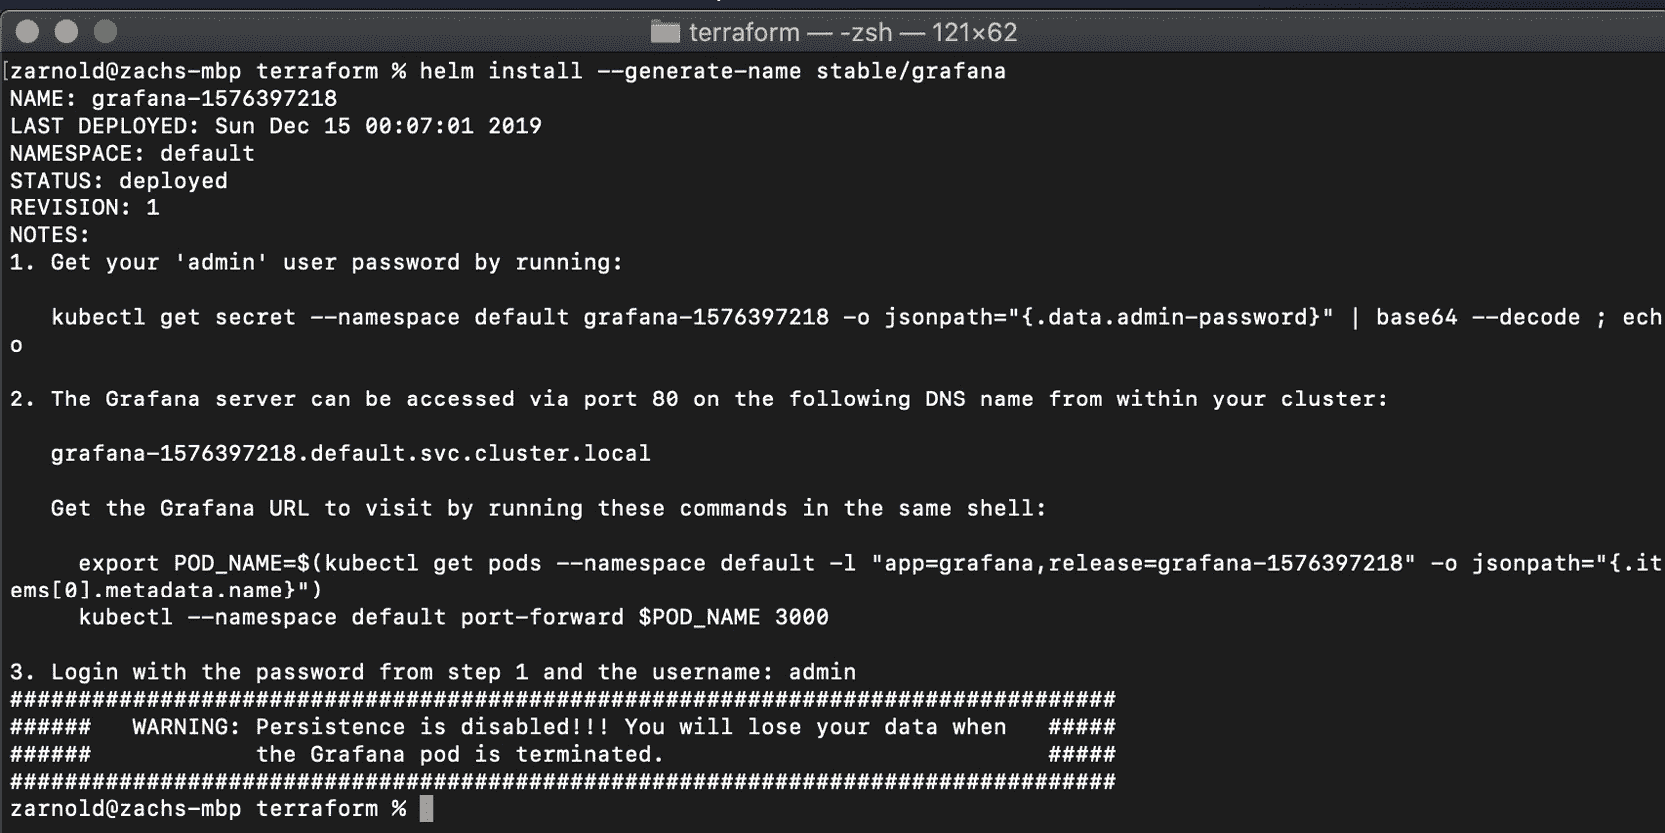 terraform — -zsh — 121×62
[zarnold@zachs-mbp terraform % helm install --generate-name stable/grafana
NAME: grafana-1576397218
LAST DEPLOYED: Sun Dec 15 00:07:01 2019
NAMESPACE: default
STATUS: deployed
REVISION: 1
NOTES:
1. Get your 'admin' user password by running:
   kubectl get secret --namespace default grafana-1576397218 -o jsonpath="{.data.admin-password}" | base64 --decode ; ech
o
2. The Grafana server can be accessed via port 80 on the following DNS name from within your cluster:
   grafana-1576397218.default.svc.cluster.local
   Get the Grafana URL to visit by running these commands in the same shell:
     export POD_NAME=$(kubectl get pods --namespace default -l "app=grafana,release=grafana-1576397218" -o jsonpath="{.it
ems[0].metadata.name}")
     kubectl --namespace default port-forward $POD_NAME 3000
3. Login with the password from step 1 and the username: admin
#################################################################################
######   WARNING: Persistence is disabled!!! You will lose your data when   #####
######            the Grafana pod is terminated.                            #####
#################################################################################
zarnold@zachs-mbp terraform %